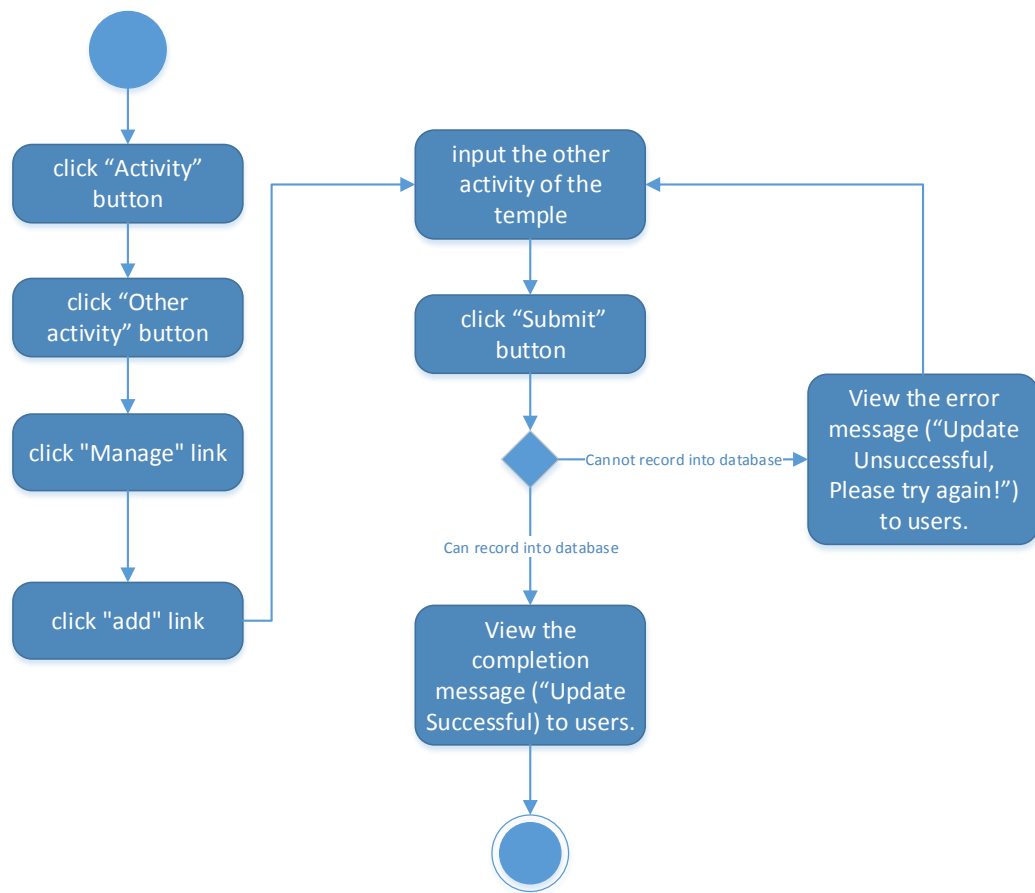 click “Activity”
button
click “Other
activity” button
click "Manage" link
click "add" link
input the other
activity of the
temple
click “Submit”
button
Cannot record into database
View the error
message (“Update
Unsuccessful,
Please try again!”)
to users.
Can record into database
View the
completion
message (“Update
Successful) to users.